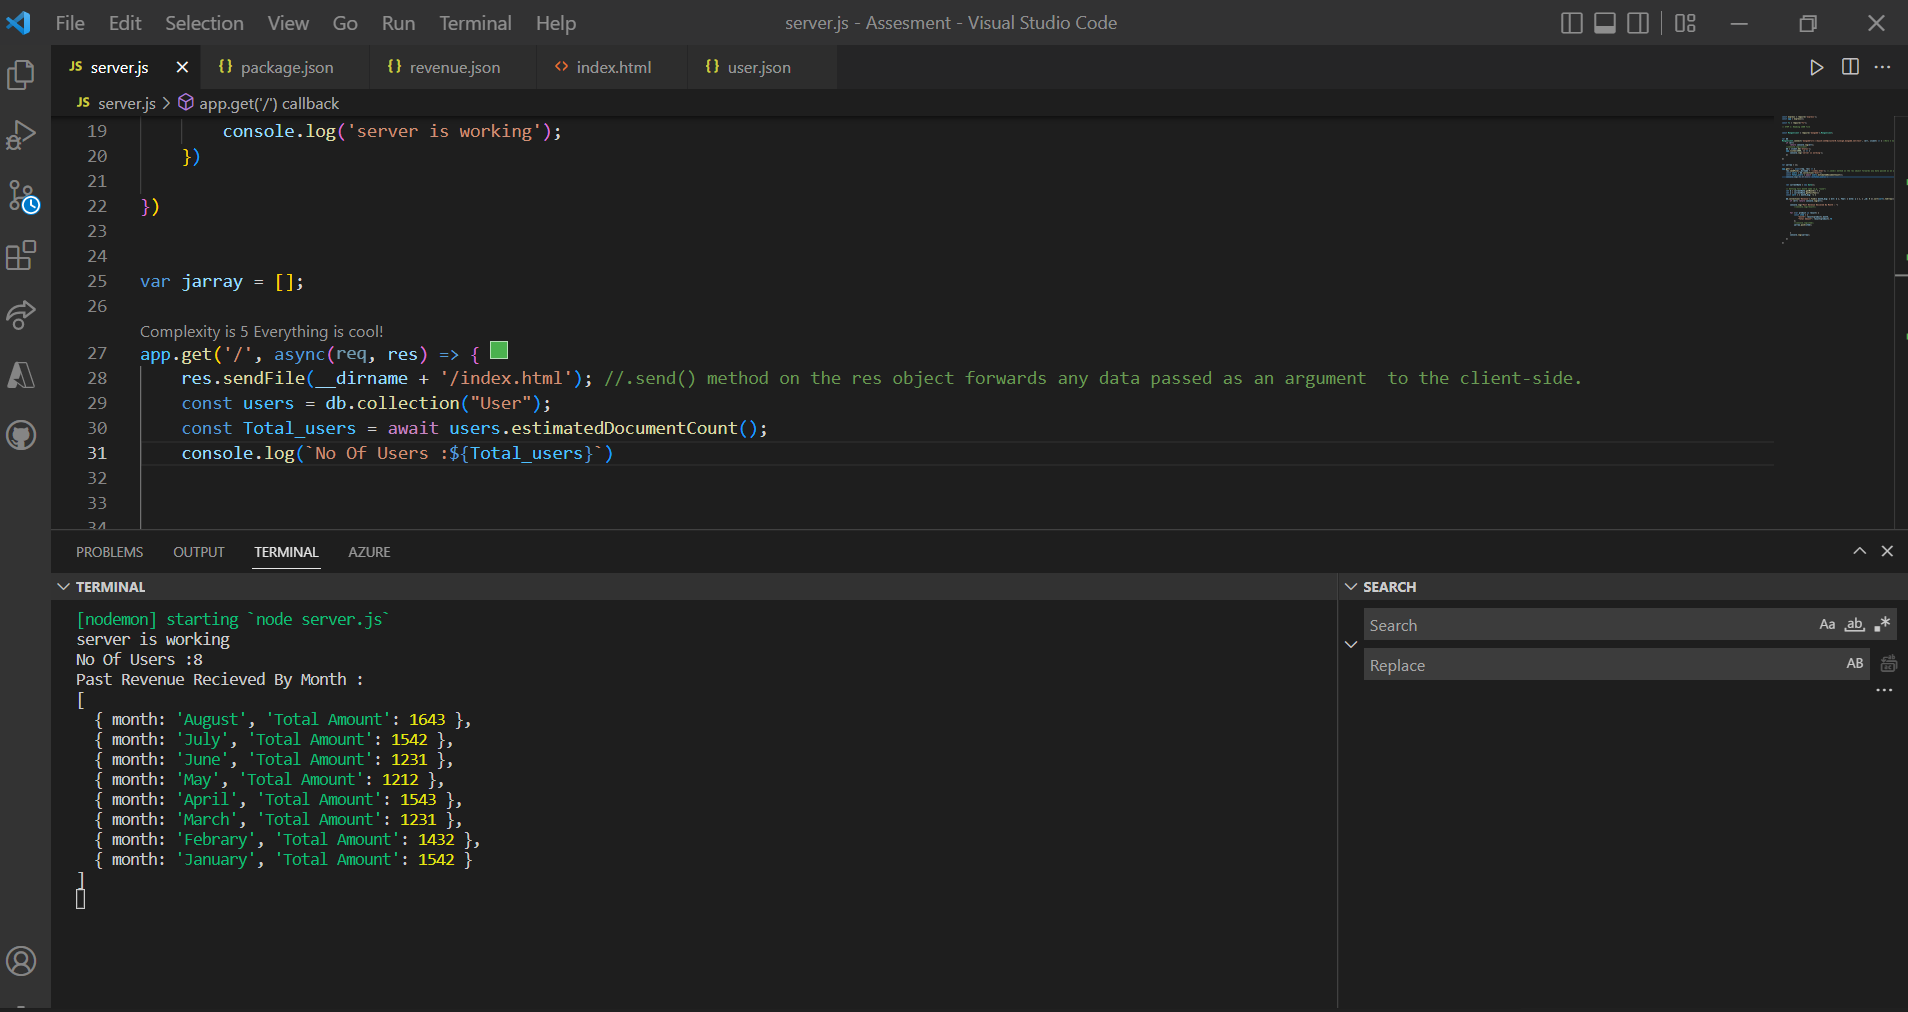 File Edit Selection View Go Run Terminal Help server.js - Assesment - Visual Studio Code
JS server.js {} package.json {} revenue.json <> index.html {} user.json
JS server.js > app.get('/') callback
19 console.log('server is working');
20 })
21
22 })
23
24
25 var jarray = [];
26
Complexity is 5 Everything is cool!
27 app.get('/', async(req, res) => {
28 res.sendFile(__dirname + '/index.html'); //.send() method on the res object forwards any data passed as an argument  to the client-side.
29 const users = db.collection("User");
30 const Total_users = await users.estimatedDocumentCount();
31 console.log(`No Of Users :${Total_users}`)
32
33
34
PROBLEMS OUTPUT TERMINAL AZURE
TERMINAL
[nodemon] starting `node server.js`
server is working
No Of Users :8
Past Revenue Recieved By Month :
[
{ month: 'August', 'Total Amount': 1643 },
{ month: 'July', 'Total Amount': 1542 },
{ month: 'June', 'Total Amount': 1231 },
{ month: 'May', 'Total Amount': 1212 },
{ month: 'April', 'Total Amount': 1543 },
{ month: 'March', 'Total Amount': 1231 },
{ month: 'Febrary', 'Total Amount': 1432 },
{ month: 'January', 'Total Amount': 1542 }
]
SEARCH
Search Aa ab
Replace AB